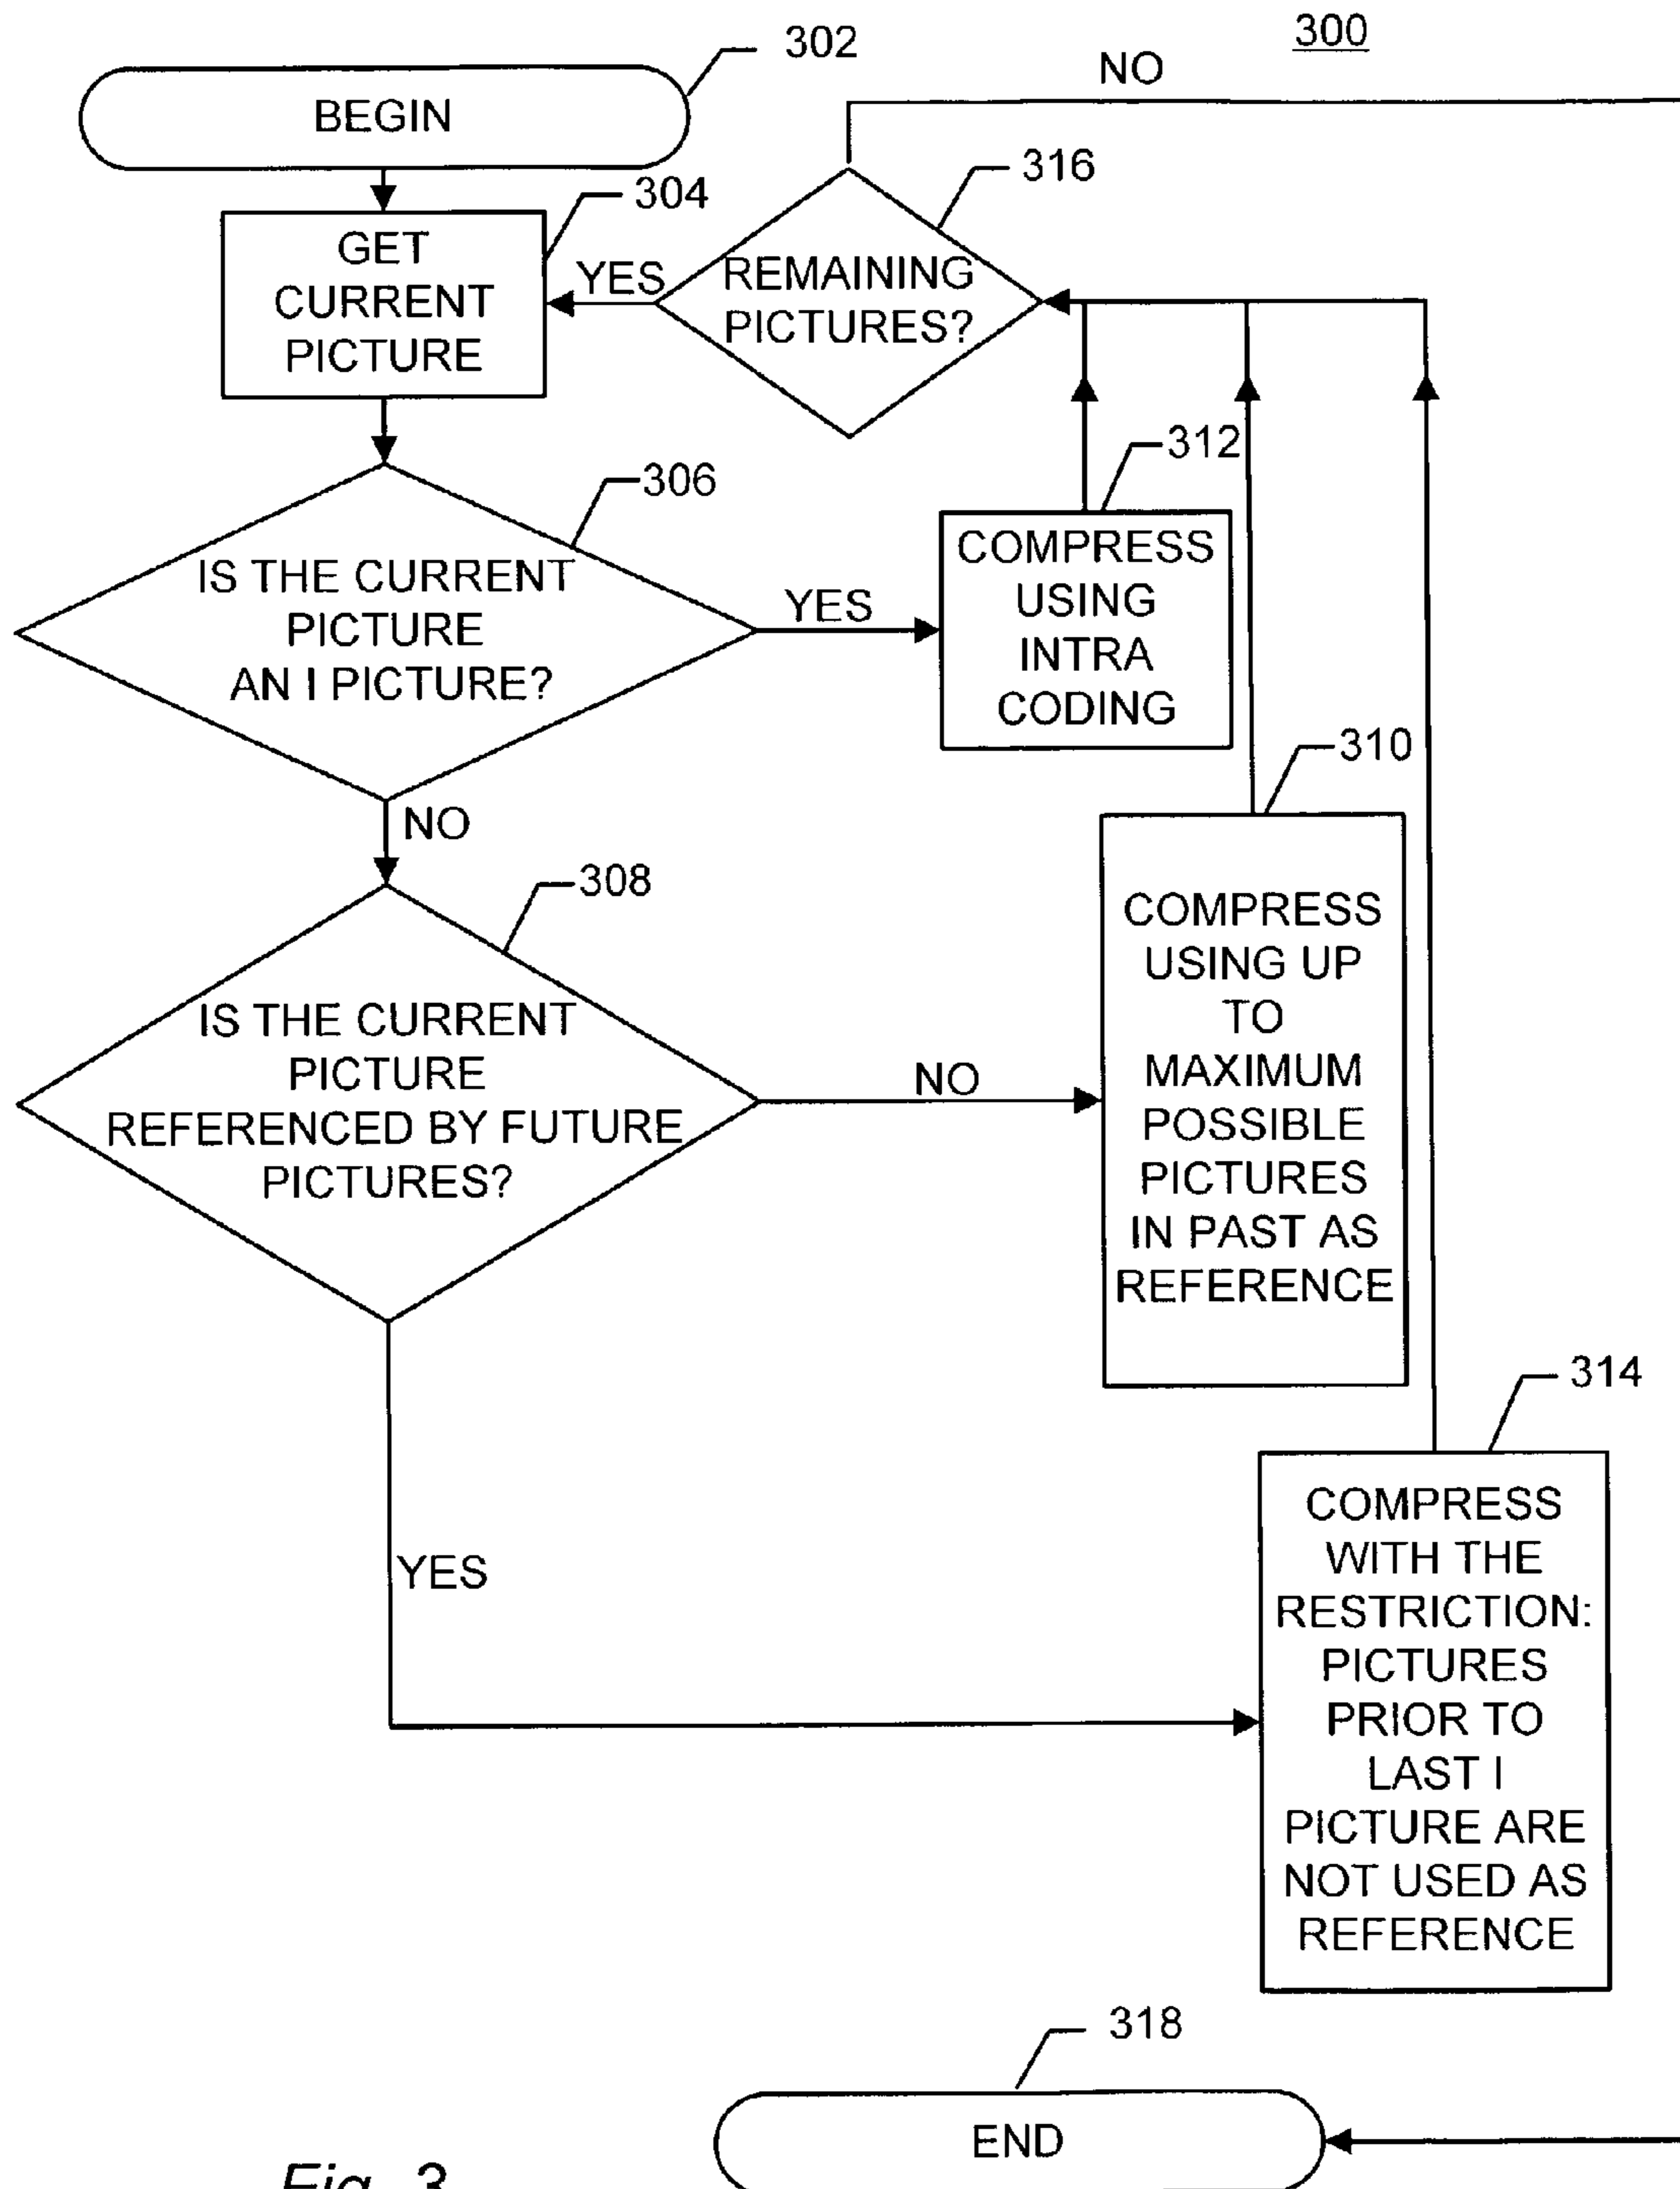 300
302
BEGIN
304
GET
CURRENT
PICTURE
YES
NO
316
REMAINING
PICTURES?
306
IS THE CURRENT
PICTURE
AN I PICTURE?
YES
312
COMPRESS
USING
INTRA
CODING
NO
308
IS THE CURRENT
PICTURE
REFERENCED BY FUTURE
PICTURES?
NO
310
COMPRESS
USING UP
TO
MAXIMUM
POSSIBLE
PICTURES
IN PAST AS
REFERENCE
YES
314
COMPRESS
WITH THE
RESTRICTION:
PICTURES
PRIOR TO
LAST I
PICTURE ARE
NOT USED AS
REFERENCE
318
END
Fig. 3